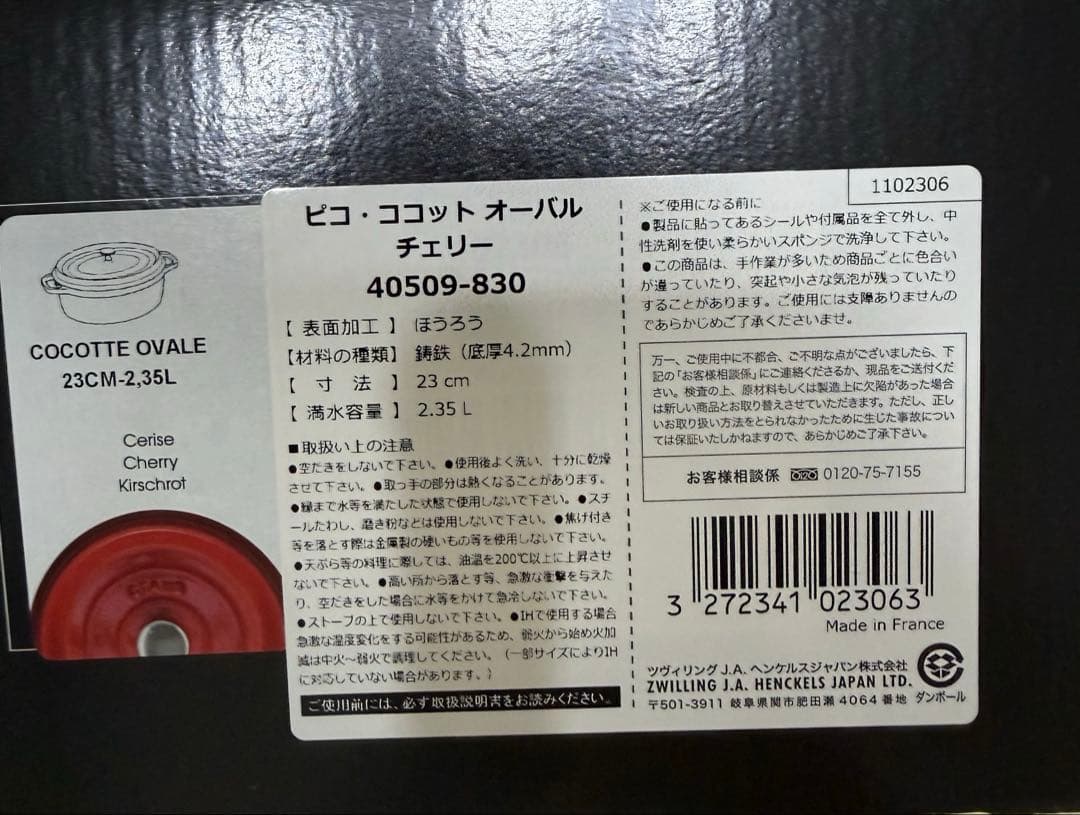 COCOTTE OVALE
23CM-2,35L
Cerise
Cherry
Kirschrot
STAUB
ピコ・ココット オーバル
チェリー
40509-830
【 表面加工 】 ほうろう
【材料の種類】 鋳鉄（底厚4.2mm）
【 寸 法 】 23 cm
【 満水容量 】 2.35 L
■取扱い上の注意
●空だきをしないで下さい。●使用後よく洗い、十分に乾燥
させて下さい。●取っ手の部分は熱くなることがあります。
●縁まで水等を満たした状態で使用しないで下さい。●スチ
ールたわし、磨き粉などは使用しないで下さい。●焦げ付き
等を落とす際は金属製の硬いもの等を使用しないで下さい。
●天ぷら等の料理に際しては、油温を200℃以上に上昇させ
ないで下さい。●高い所から落とす等、急激な衝撃を与えた
り、空だきをした場合に水等をかけて急冷しないで下さい。
●ストーブの上で使用しないで下さい。●IHで使用する場合
急激な温度変化をする可能性があるため、弱火から始め火加
減は中火〜弱火で調理してください。（一部サイズによりIH
に対応していない場合があります。）
ご使用前には、必ず取扱説明書をお読みください。
1102306
※ご使用になる前に
●製品に貼ってあるシールや付属品を全て外し、中
性洗剤を使い柔らかいスポンジで洗浄して下さい。
●この商品は、手作業が多いため商品ごとに色合い
が違っていたり、突起や小さな気泡が残っていたり
することがあります。ご使用には支障ありませんの
であらかじめご了承くださいませ。
万一、ご使用中に不都合、ご不明な点がございましたら、下
記の「お客様相談係」にご連絡くださるか、現品をご送付くだ
さい。検査の上、原材料もしくは製造上に欠陥があった場合
は新しい商品とお取り替えさせていただきます。ただし、正し
いお取り扱い方法をとられなかったために生じた事故につい
ては保証いたしかねますので、あらかじめご了承下さい。
お客様相談係 0120-75-7155
3 272341 023063
Made in France
ツヴィリング J.A. ヘンケルスジャパン株式会社
ZWILLING J.A. HENCKELS JAPAN LTD.
〒501-3911 岐阜県関市肥田瀬 4064 番地
ダンボール